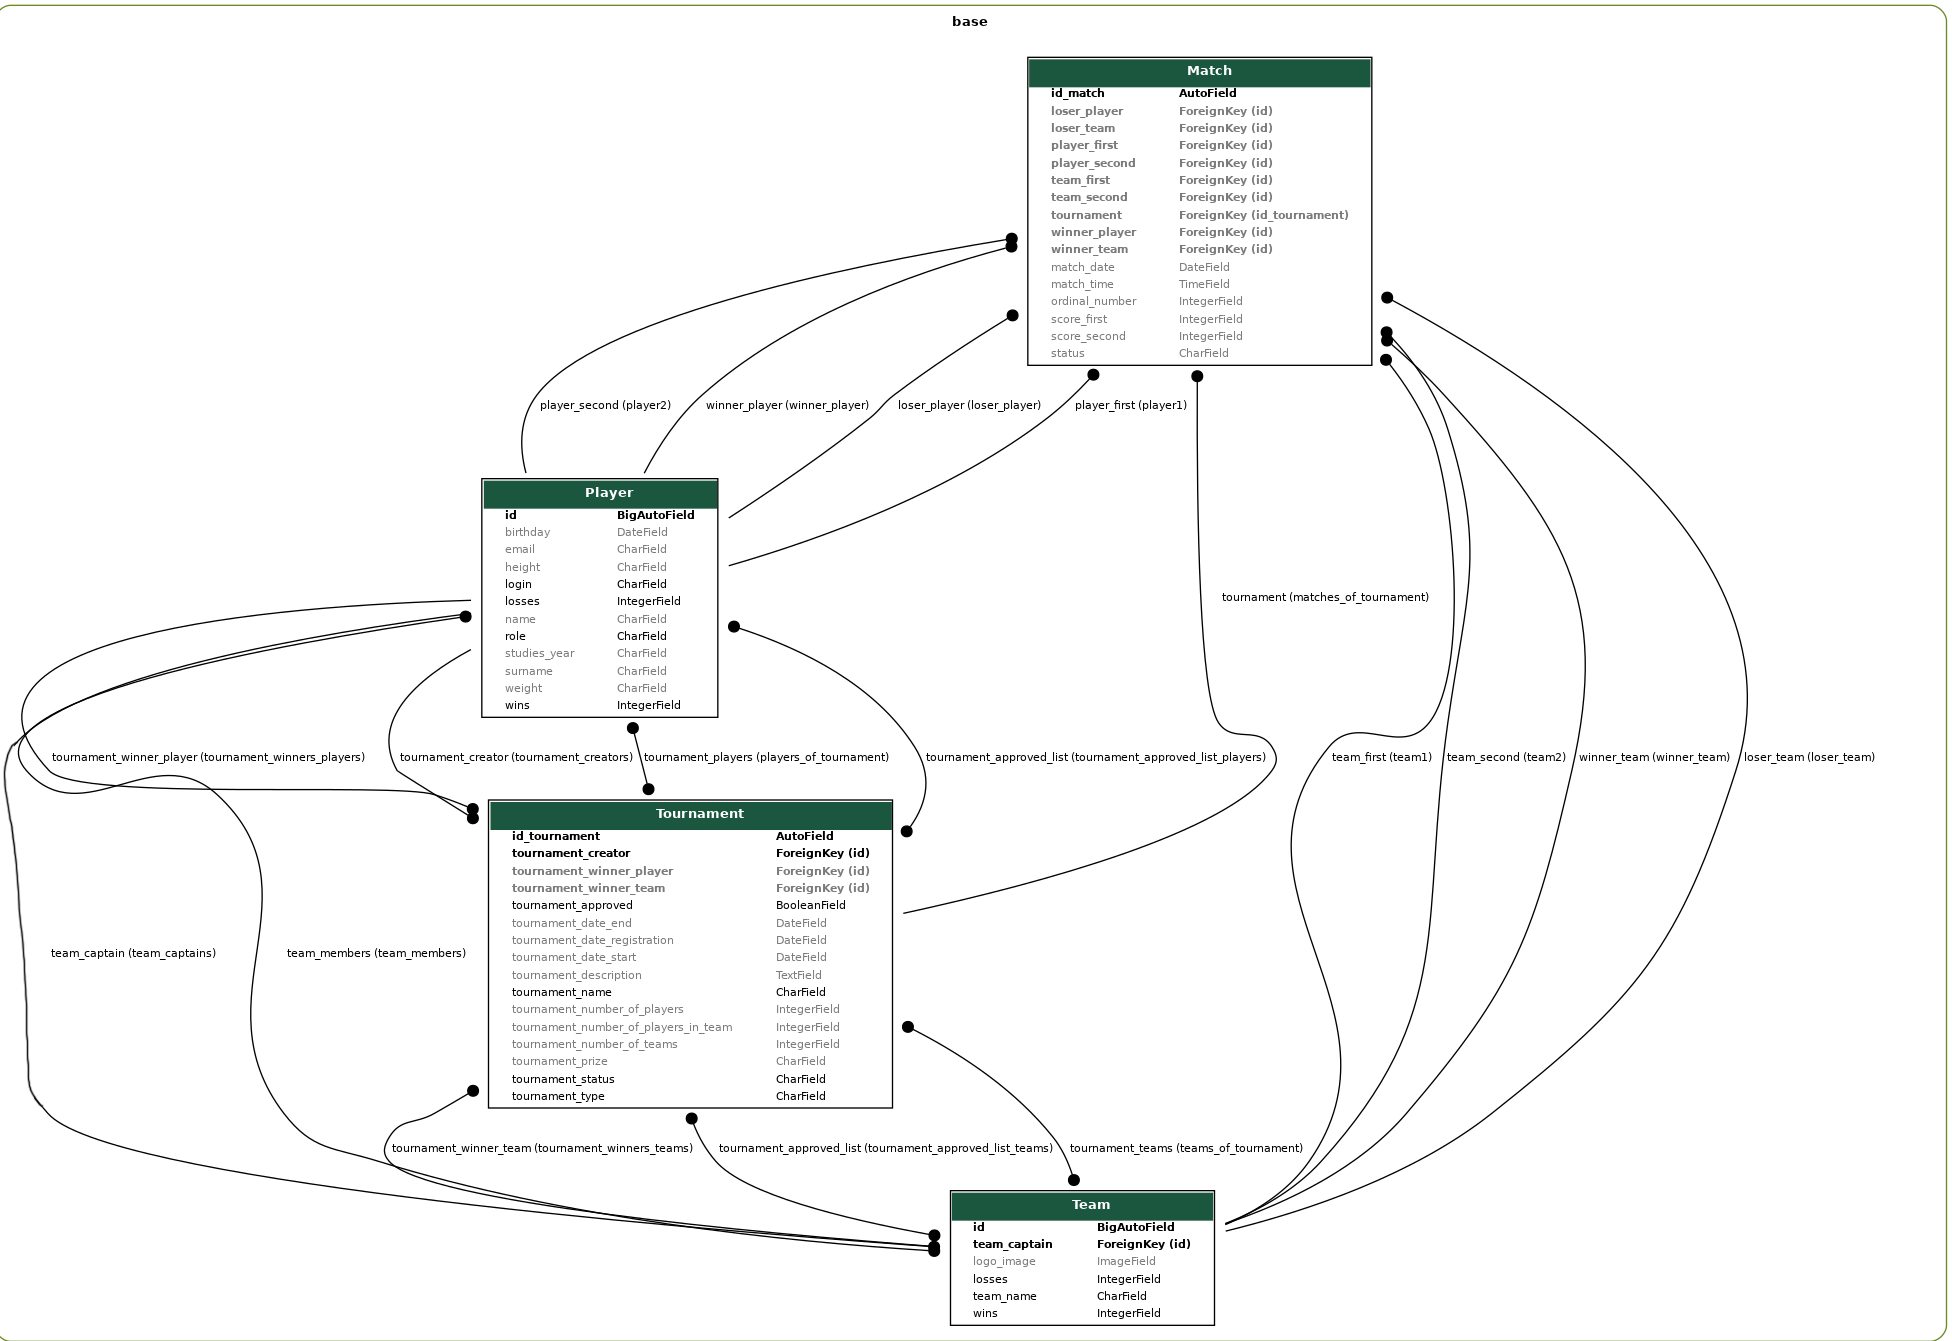 base
Match
id_match AutoField
loser_player ForeignKey (id)
loser_team ForeignKey (id)
player_first ForeignKey (id)
player_second ForeignKey (id)
team_first ForeignKey (id)
team_second ForeignKey (id)
tournament ForeignKey (id_tournament)
winner_player ForeignKey (id)
winner_team ForeignKey (id)
match_date DateField
match_time TimeField
ordinal_number IntegerField
score_first IntegerField
score_second IntegerField
status CharField
player_second (player2) winner_player (winner_player) loser_player (loser_player) player_first (player1)
Player
id BigAutoField
birthday DateField
email CharField
height CharField
login CharField
losses IntegerField
name CharField
role CharField
studies_year CharField
surname CharField
weight CharField
wins IntegerField
tournament (matches_of_tournament)
tournament_winner_player (tournament_winners_players) tournament_creator (tournament_creators) tournament_players (players_of_tournament) tournament_approved_list (tournament_approved_list_players) team_first (team1) team_second (team2) winner_team (winner_team) loser_team (loser_team)
Tournament
id_tournament AutoField
tournament_creator ForeignKey (id)
tournament_winner_player ForeignKey (id)
tournament_winner_team ForeignKey (id)
tournament_approved BooleanField
tournament_date_end DateField
tournament_date_registration DateField
tournament_date_start DateField
tournament_description TextField
tournament_name CharField
tournament_number_of_players IntegerField
tournament_number_of_players_in_team IntegerField
tournament_number_of_teams IntegerField
tournament_prize CharField
tournament_status CharField
tournament_type CharField
team_captain (team_captains) team_members (team_members)
tournament_winner_team (tournament_winners_teams) tournament_approved_list (tournament_approved_list_teams) tournament_teams (teams_of_tournament)
Team
id BigAutoField
team_captain ForeignKey (id)
logo_image ImageField
losses IntegerField
team_name CharField
wins IntegerField